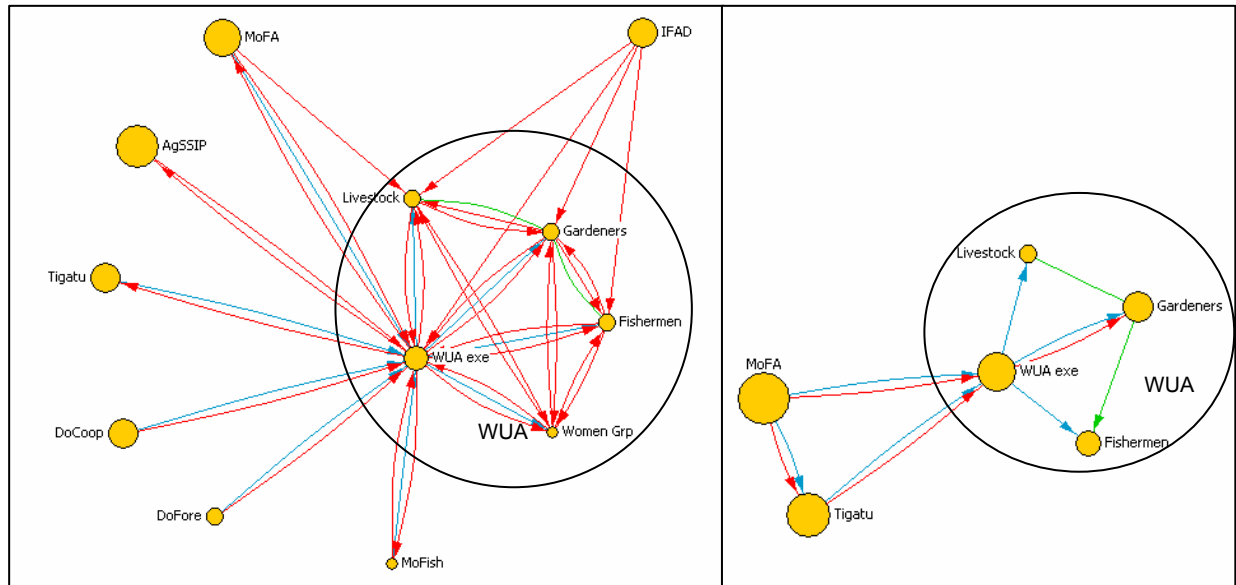 MoFA
IFAD
AgSSIP
Livestock
Gardeners
Tigatu
Fishermen
WUA exe
DoCoop
WUA
Women Grp
DoFore
MoFish
Livestock
Gardeners
MoFA
WUA exe
WUA
Fishermen
Tigatu